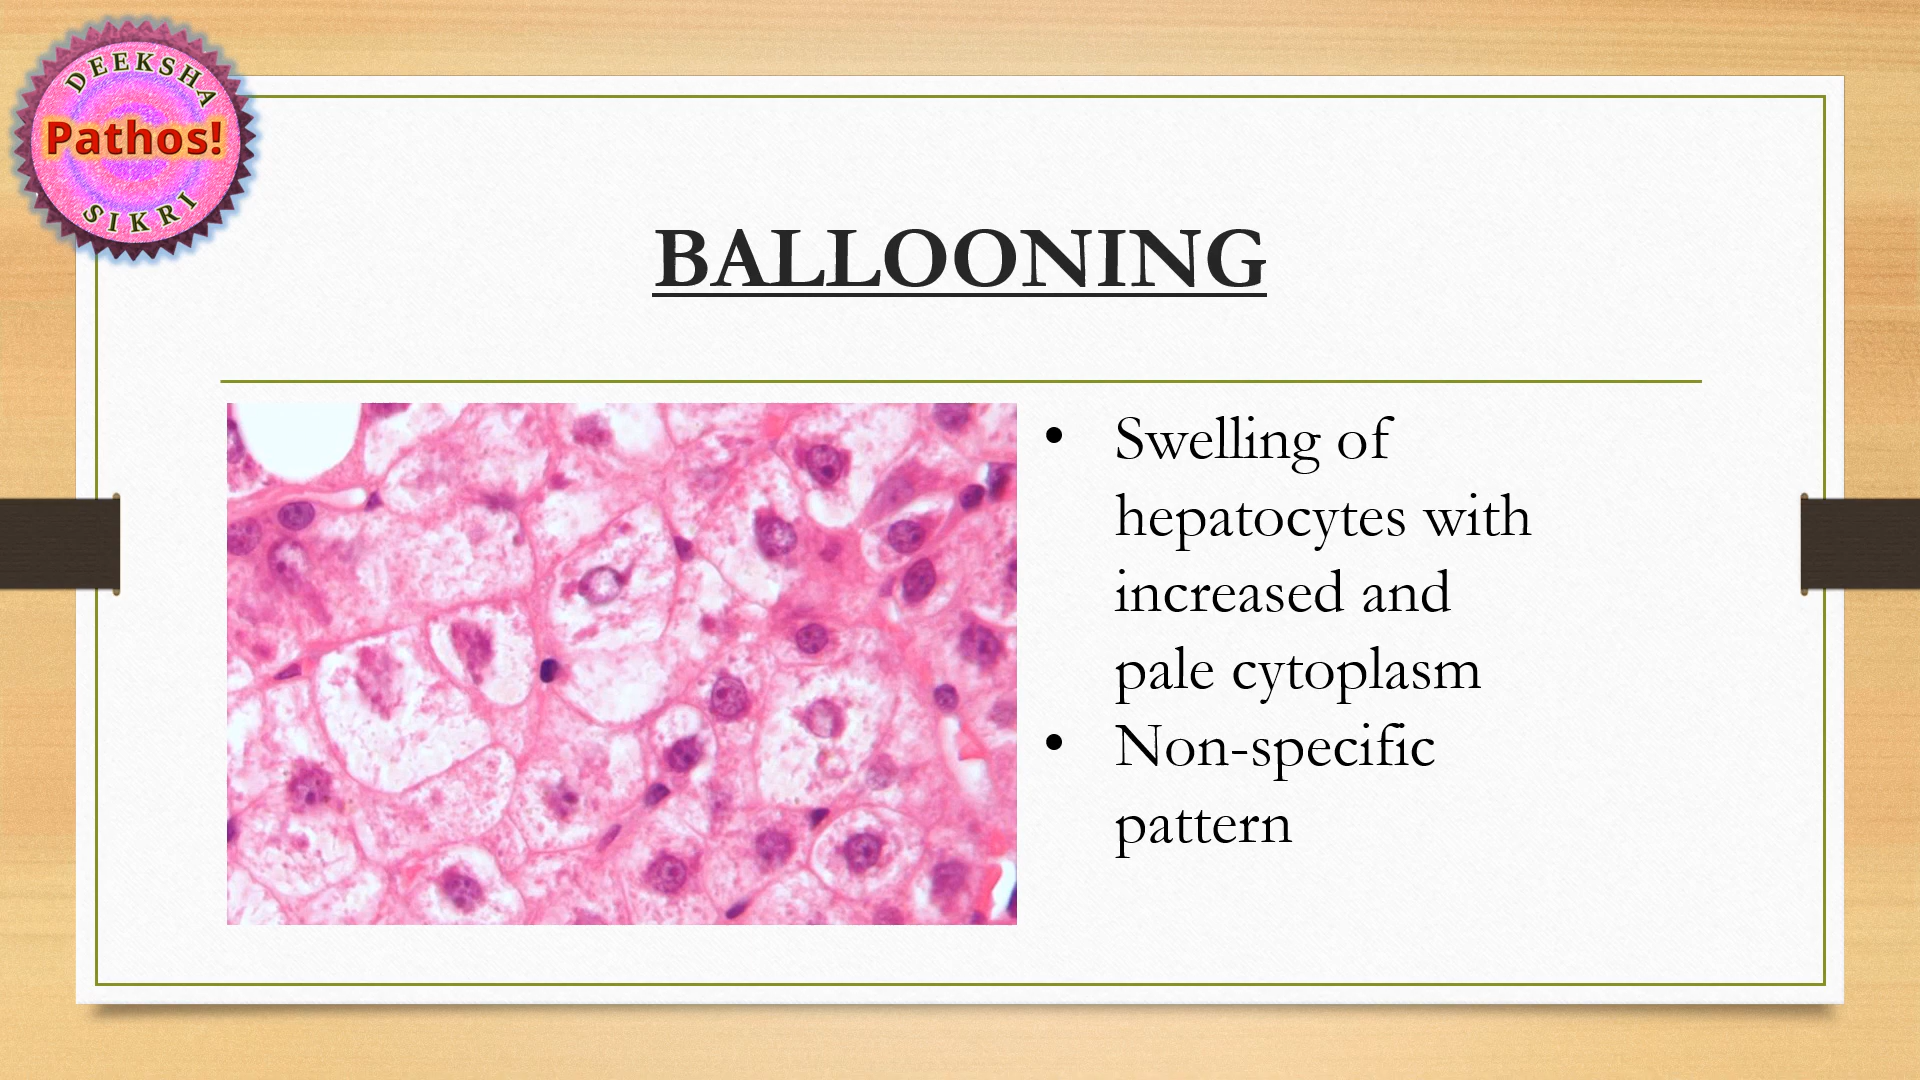 DEEKSHA
Pathos!
SIKRI
BALLOONING
• Swelling of
hepatocytes with
increased and
pale cytoplasm
• Non-specific
pattern